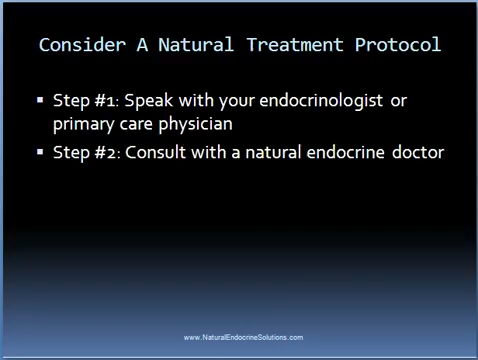 Consider A Natural Treatment Protocol
▪ Step #1: Speak with your endocrinologist or
primary care physician
▪ Step #2: Consult with a natural endocrine doctor
www.NaturalEndocrineSolutions.com